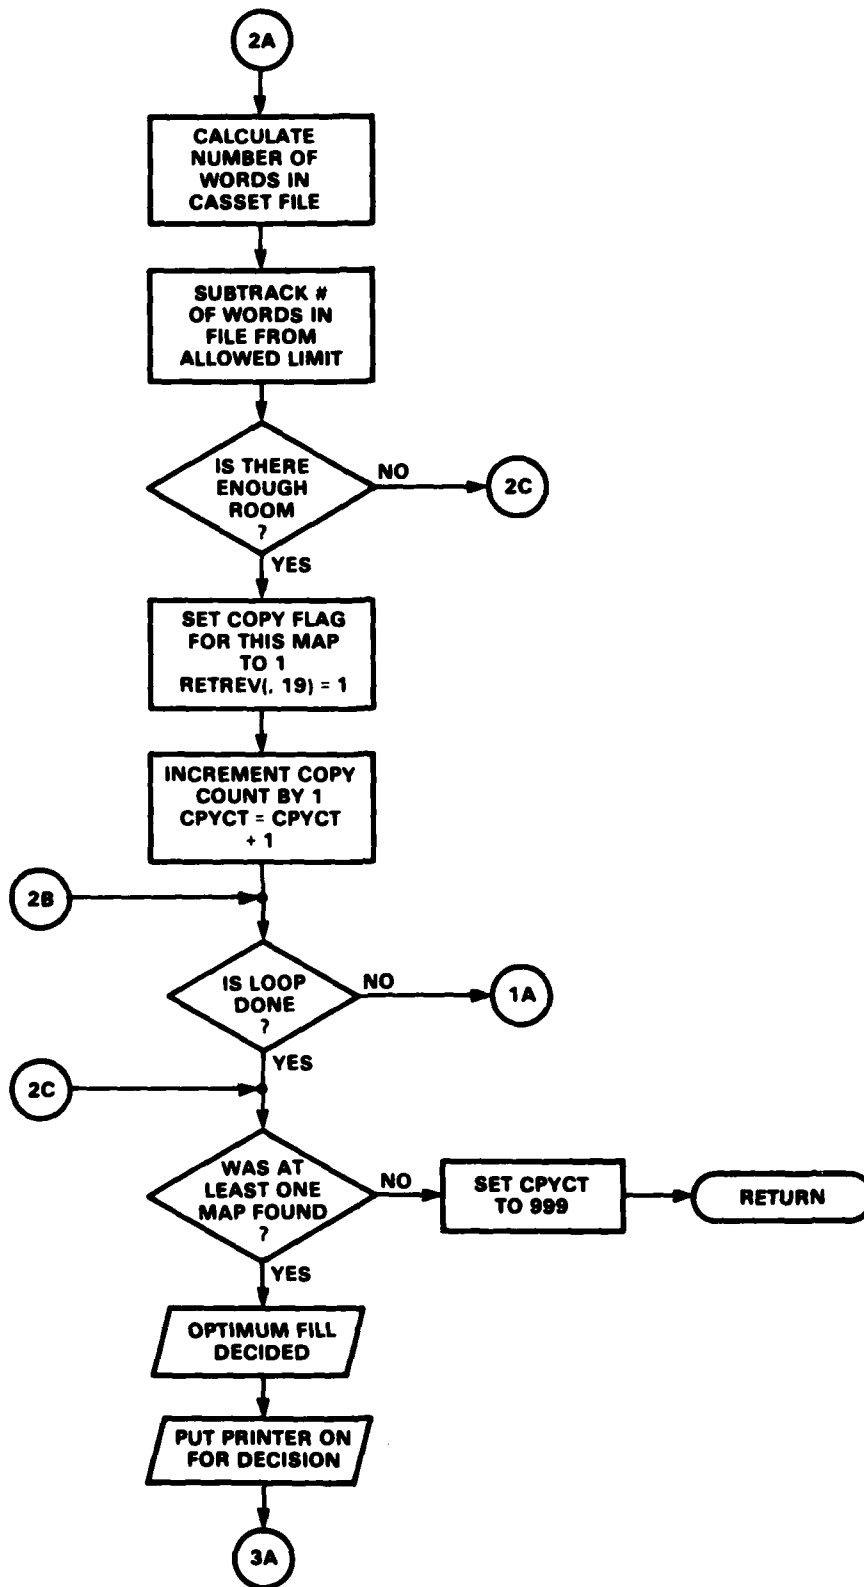 2A
CALCULATE
NUMBER OF
WORDS IN
CASSET FILE
SUBTRACK #
OF WORDS IN
FILE FROM
ALLOWED LIMIT
IS THERE
ENOUGH
ROOM
?
NO
2C
YES
SET COPY FLAG
FOR THIS MAP
TO 1
RETREV(, 19) = 1
INCREMENT COPY
COUNT BY 1
CPYCT = CPYCT
+ 1
2B
IS LOOP
DONE
?
NO
1A
YES
2C
WAS AT
LEAST ONE
MAP FOUND
?
NO
SET CPYCT
TO 999
RETURN
YES
OPTIMUM FILL
DECIDED
PUT PRINTER ON
FOR DECISION
3A